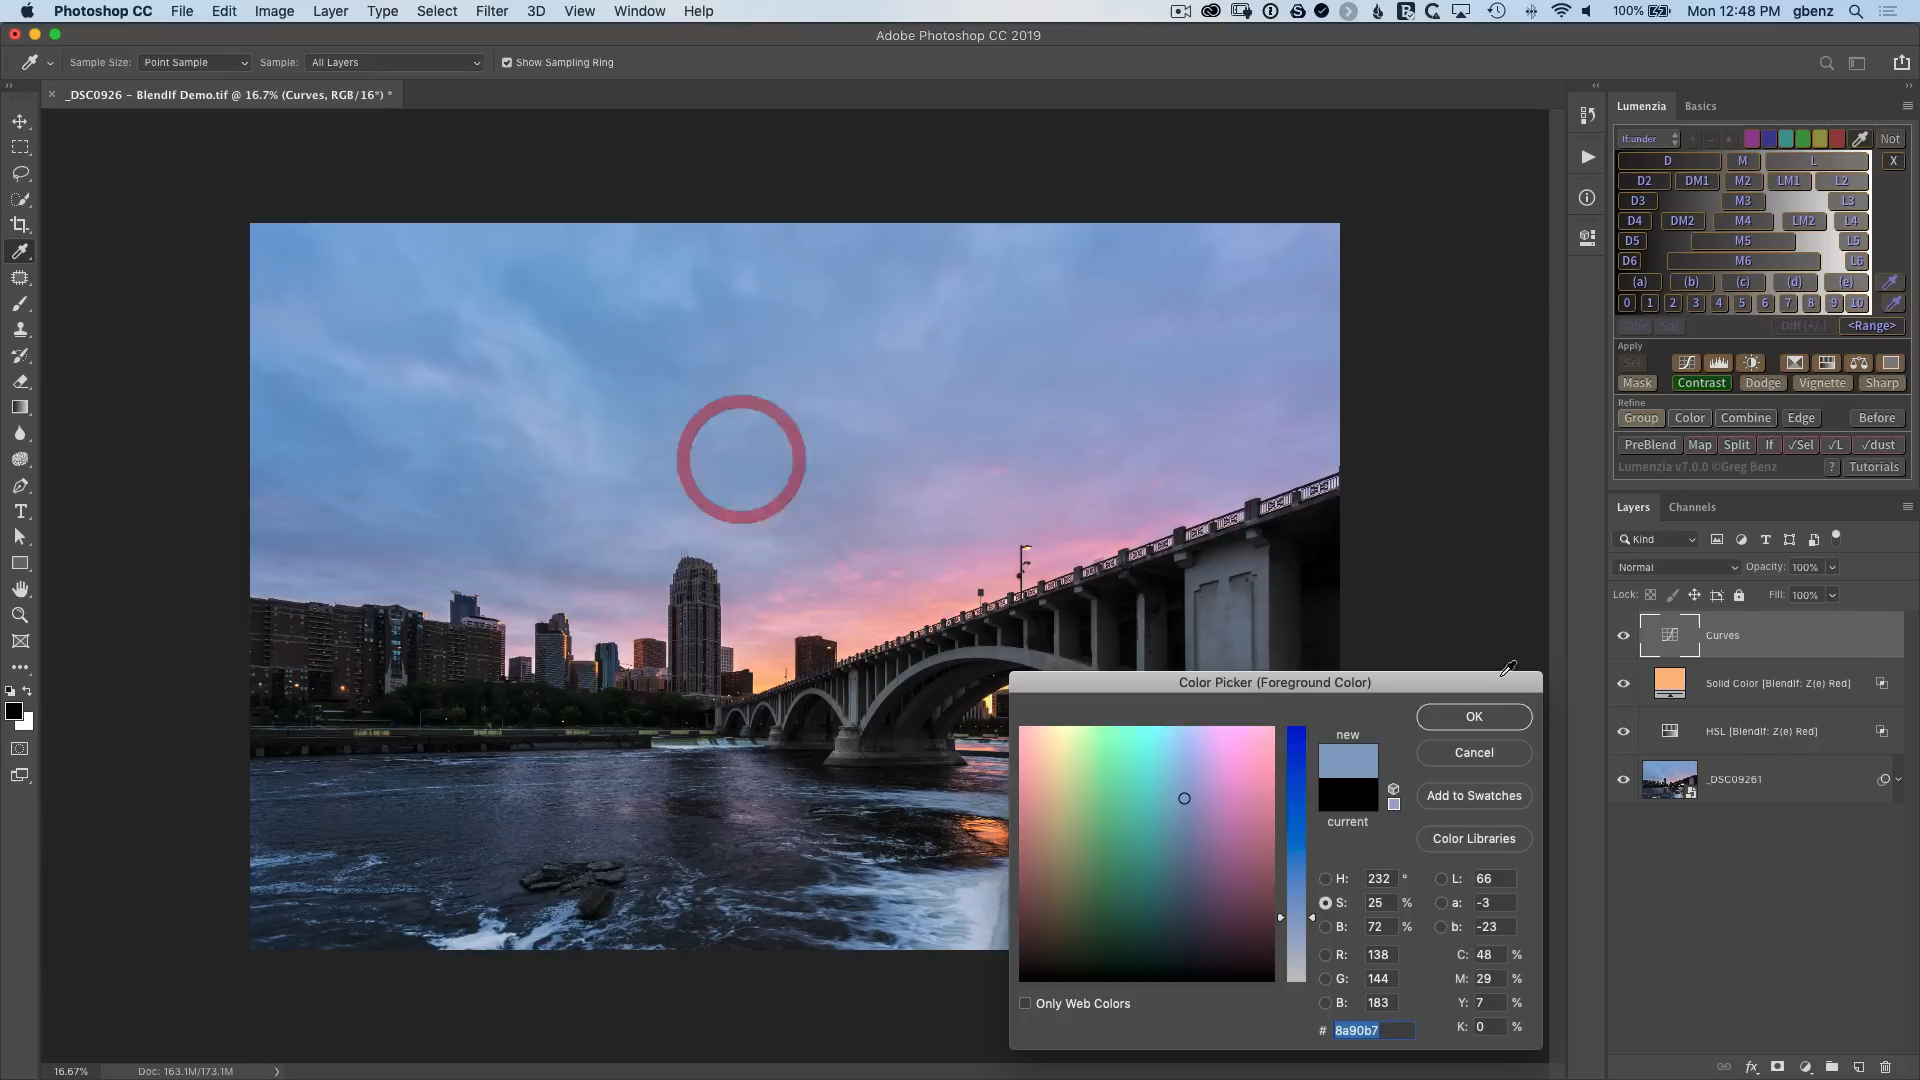 Photoshop CC File Edit Image Layer Type Select Filter 3D View Window Help 100% Mon 12:48 PM gbenz
Adobe Photoshop CC 2019
Sample Size: Point Sample Sample: All Layers Show Sampling Ring
_DSC0926 – BlendIf Demo.tif @ 16.7% (Curves, RGB/16*) *
Lumenzia Basics
If:under + – * Not
D M L X
D2 DM1 M2 LM1 L2
D3 M3 L3
D4 DM2 M4 LM2 L4
D5 M5 L5
D6 M6 L6
(a) (b) (c) (d) (e)
0 1 2 3 4 5 6 7 8 9 10
Vibr Sat Diff (+/-) <Range>
Apply
Sel
Mask Contrast Dodge Vignette Sharp
Refine
Group Color Combine Edge Before
PreBlend Map Split If √Sel √L √dust
Lumenzia v7.0.0 ©Greg Benz ? Tutorials
Layers Channels
Kind
Normal Opacity: 100%
Lock: Fill: 100%
Curves
Solid Color [BlendIf: Z(e) Red]
HSL [BlendIf: Z(e) Red]
_DSC09261
Color Picker (Foreground Color)
new
current
OK
Cancel
Add to Swatches
Color Libraries
H: 232 ° L: 66
S: 25 % a: -3
B: 72 % b: -23
R: 138 C: 48 %
G: 144 M: 29 %
B: 183 Y: 7 %
# 8a90b7 K: 0 %
Only Web Colors
16.67% Doc: 163.1M/173.1M